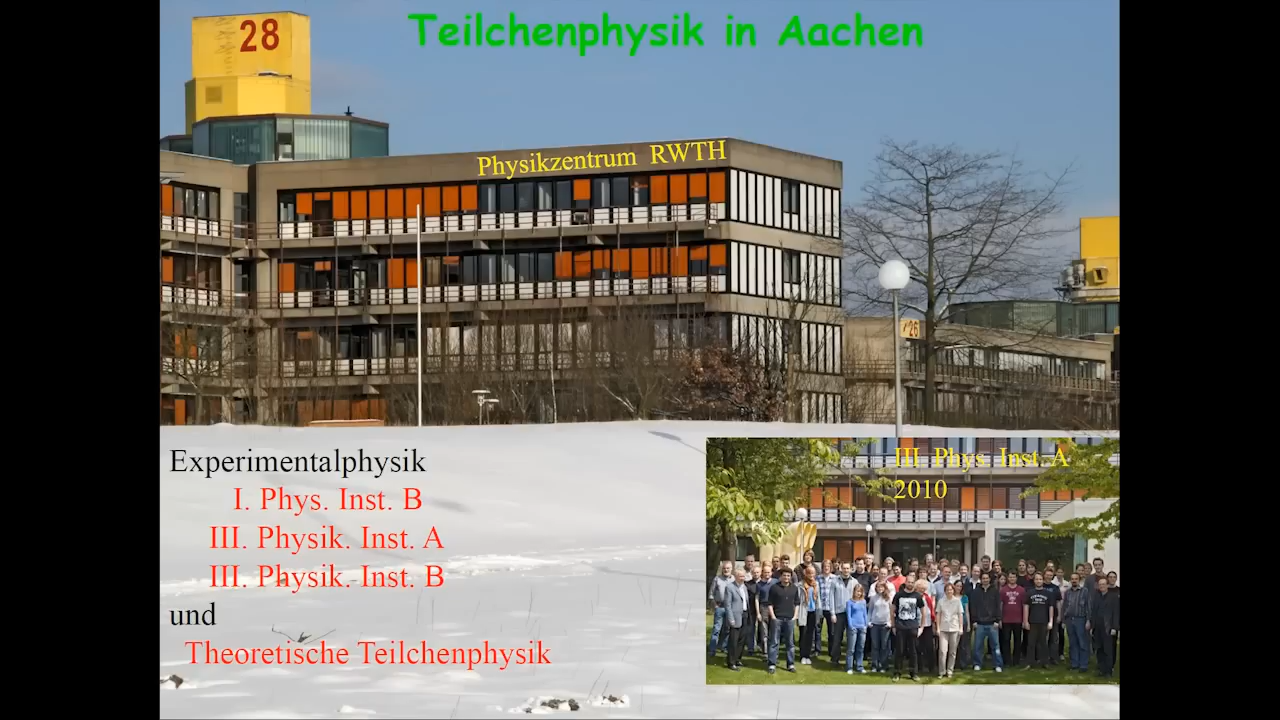 Teilchenphysik in Aachen
28
Physikzentrum RWTH
26
Experimentalphysik
I. Phys. Inst. B
III. Physik. Inst. A
III. Physik. Inst. B
und
Theoretische Teilchenphysik
III. Phys. Inst. A
2010